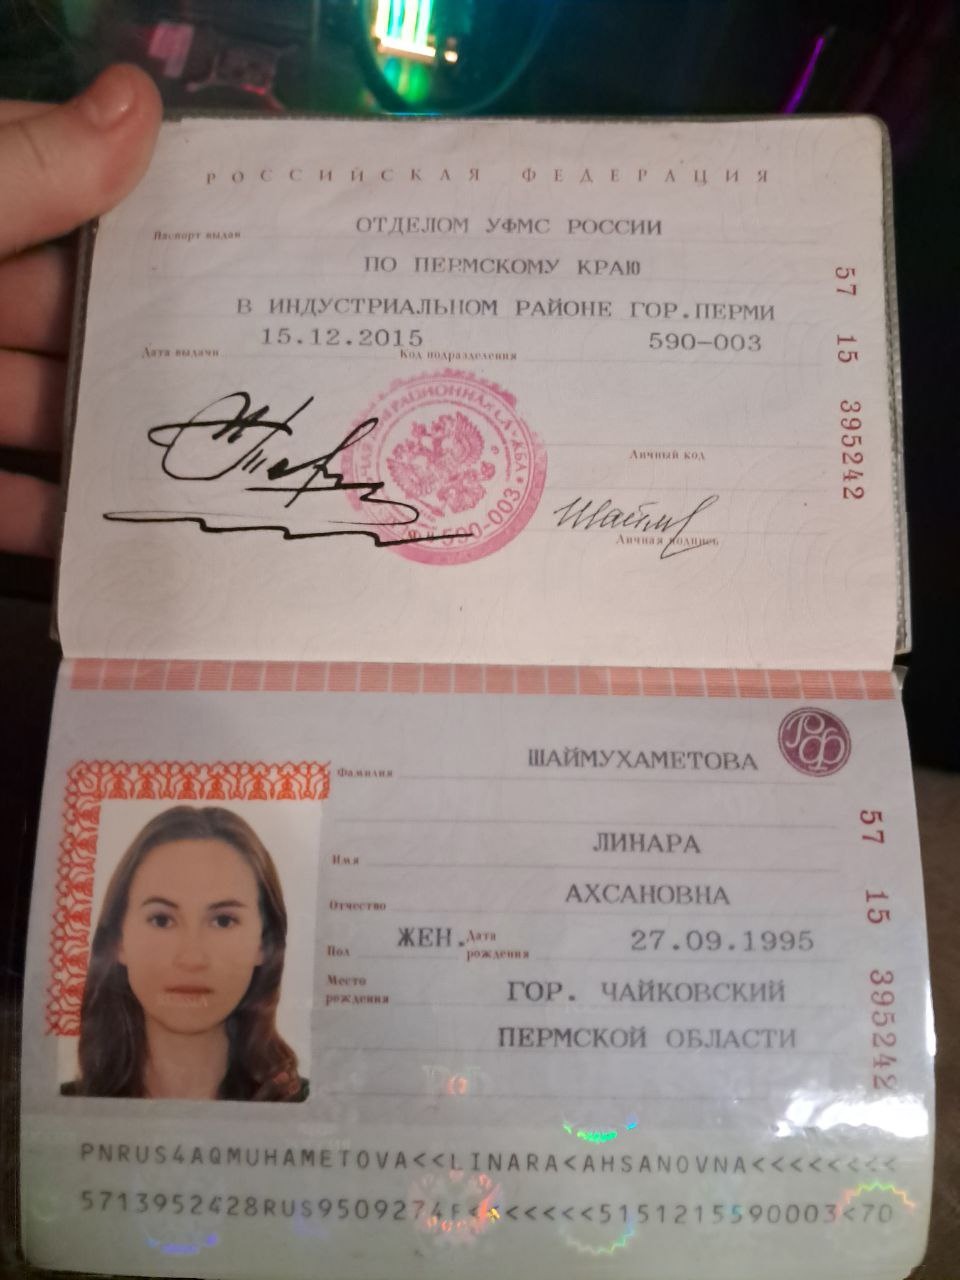 РОССИЙСКАЯ ФЕДЕРАЦИЯ
Паспорт выдан ОТДЕЛОМ УФМС РОССИИ
ПО ПЕРМСКОМУ КРАЮ
В ИНДУСТРИАЛЬНОМ РАЙОНЕ ГОР.ПЕРМИ
Дата выдачи 15.12.2015 Код подразделения 590-003
Личный код
Личная подпись
590-003
57 15 395242
Фамилия ШАЙМУХАМЕТОВА
РФ
Имя ЛИНАРА
Отчество АХСАНОВНА
Пол ЖЕН. Дата рождения 27.09.1995
Место рождения ГОР. ЧАЙКОВСКИЙ
ПЕРМСКОЙ ОБЛАСТИ
57 15 395242
PNRUS4AQMUHAMETOVA<<LINARA<AHSANOVNA<<<<<<<<
5713952428RUS9509274F<<<<<<<5151215590003<70